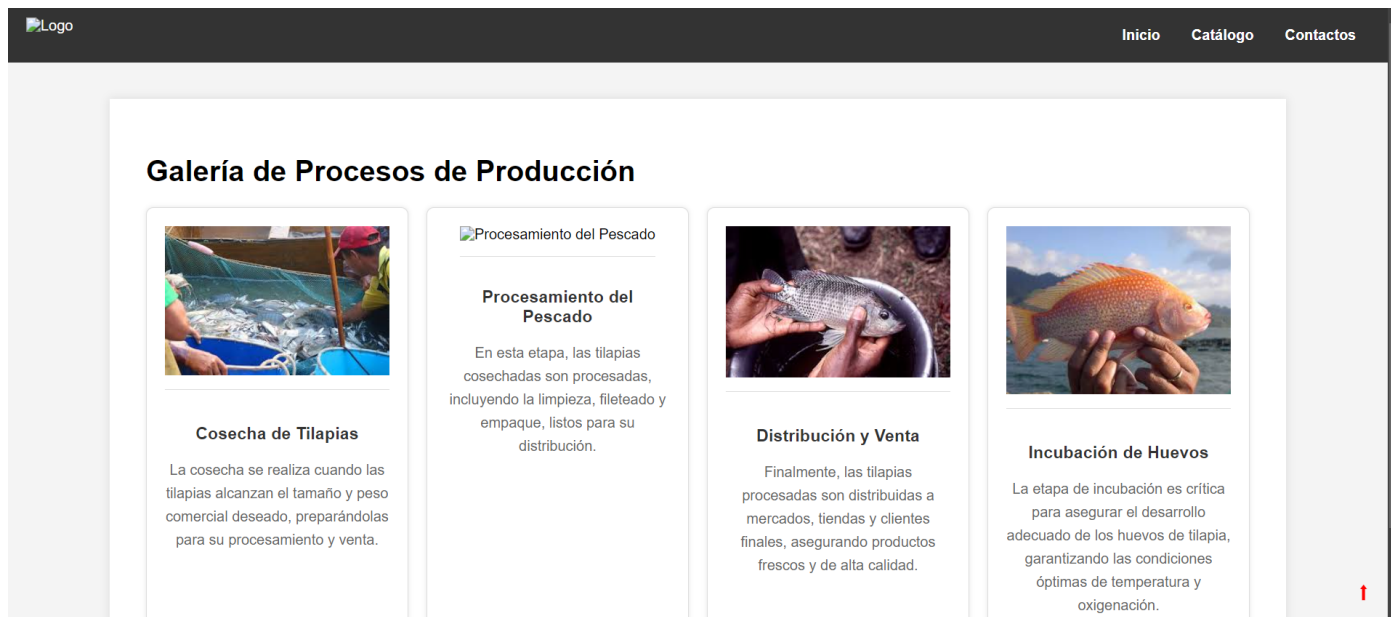 Logo
Inicio Catálogo Contactos
Galería de Procesos de Producción
Cosecha de Tilapias
La cosecha se realiza cuando las
tilapias alcanzan el tamaño y peso
comercial deseado, preparándolas
para su procesamiento y venta.
Procesamiento del Pescado
Procesamiento del
Pescado
En esta etapa, las tilapias
cosechadas son procesadas,
incluyendo la limpieza, fileteado y
empaque, listos para su
distribución.
Distribución y Venta
Finalmente, las tilapias
procesadas son distribuidas a
mercados, tiendas y clientes
finales, asegurando productos
frescos y de alta calidad.
Incubación de Huevos
La etapa de incubación es crítica
para asegurar el desarrollo
adecuado de los huevos de tilapia,
garantizando las condiciones
óptimas de temperatura y
oxigenación.